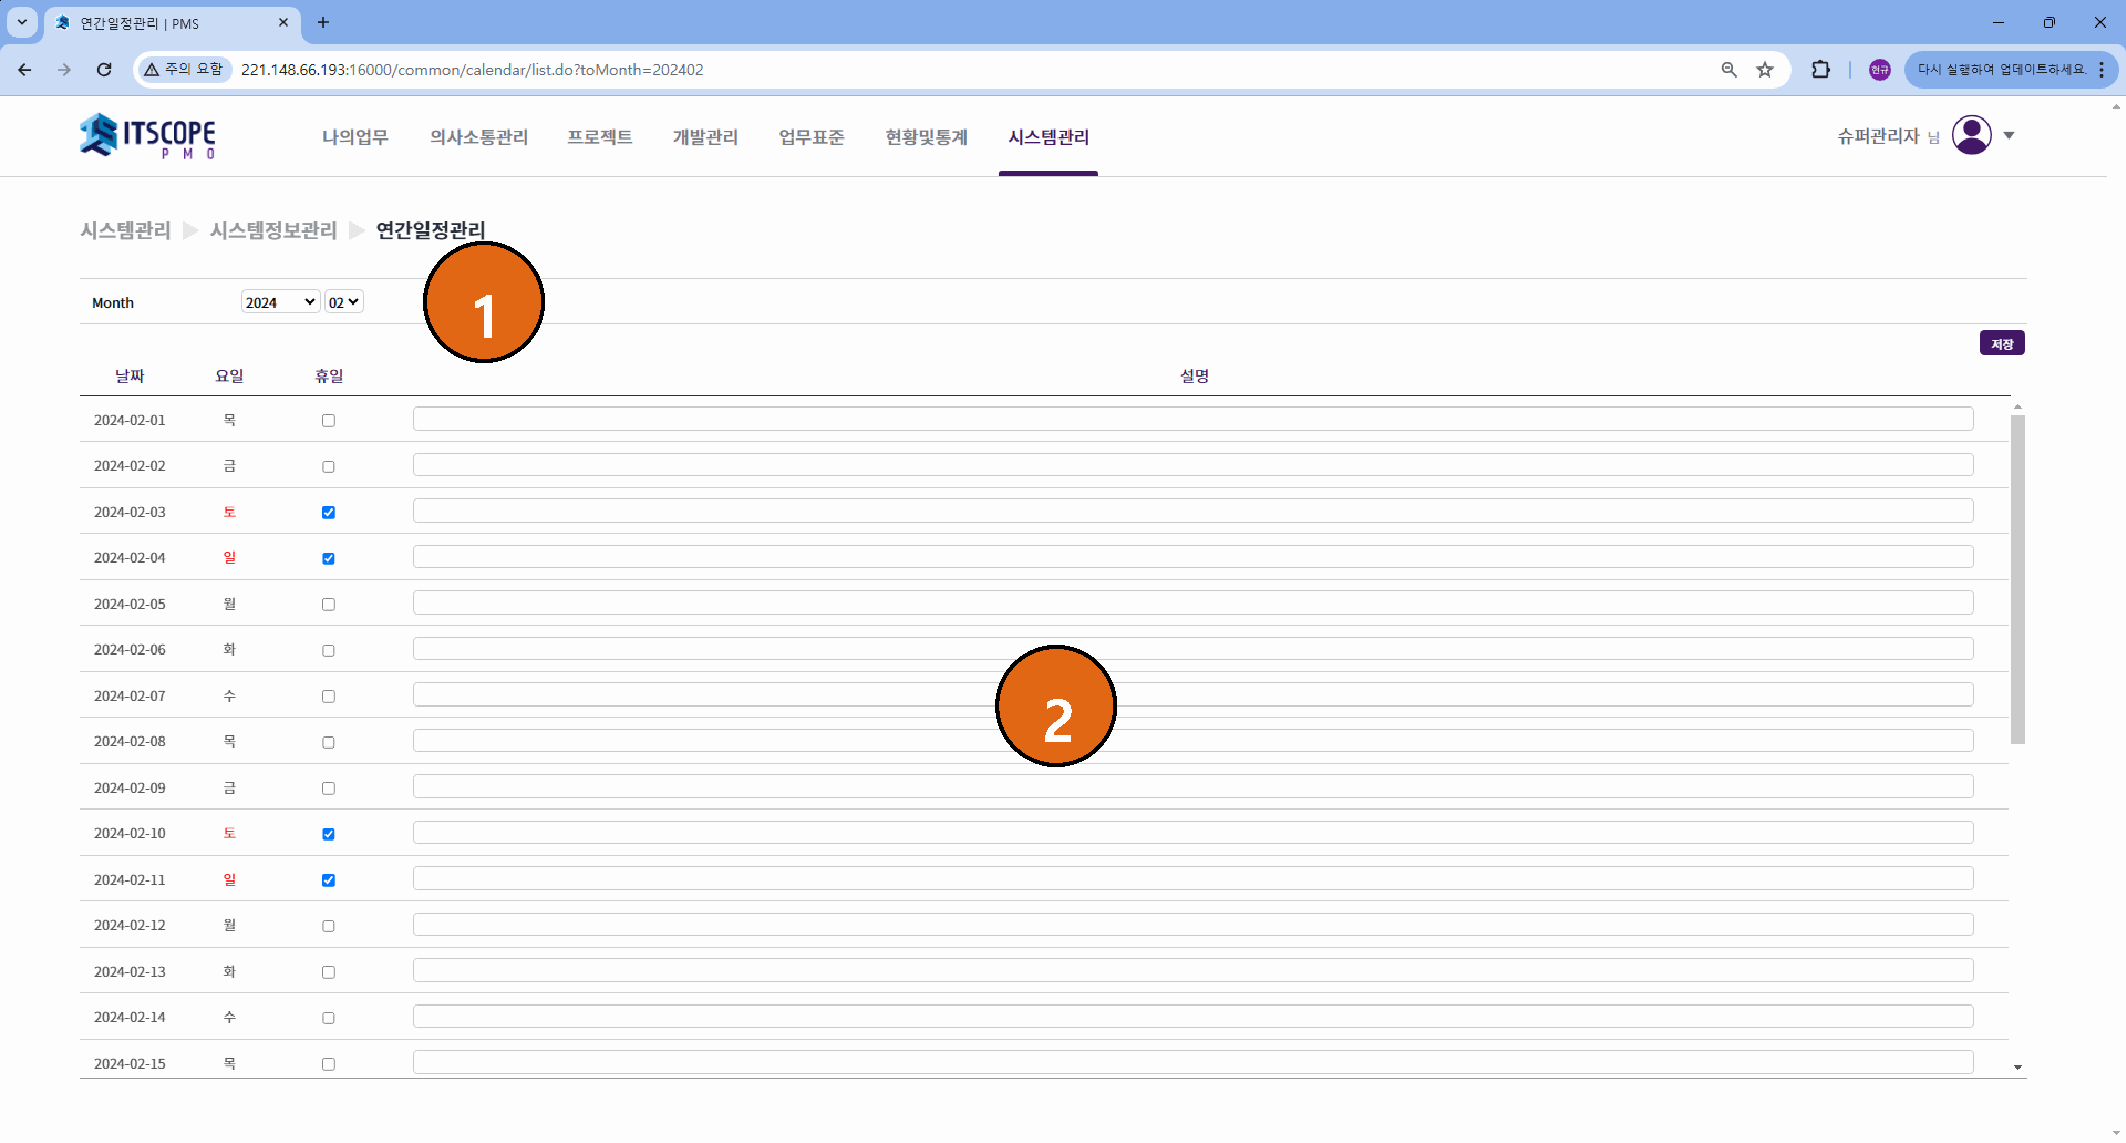 연간일정관리 | PMS
주의 요함 221.148.66.193:16000/common/calendar/list.do?toMonth=202402 현규 다시 실행하여 업데이트하세요.
ITSCOPE
PMO
나의업무 의사소통관리 프로젝트 개발관리 업무표준 현황및통계 시스템관리 슈퍼관리자 님
시스템관리 시스템정보관리 연간일정관리
Month 2024 02
1
저장
날짜 요일 휴일 설명
2024-02-01 목
2024-02-02 금
2024-02-03 토
2024-02-04 일
2024-02-05 월
2024-02-06 화
2024-02-07 수
2
2024-02-08 목
2024-02-09 금
2024-02-10 토
2024-02-11 일
2024-02-12 월
2024-02-13 화
2024-02-14 수
2024-02-15 목